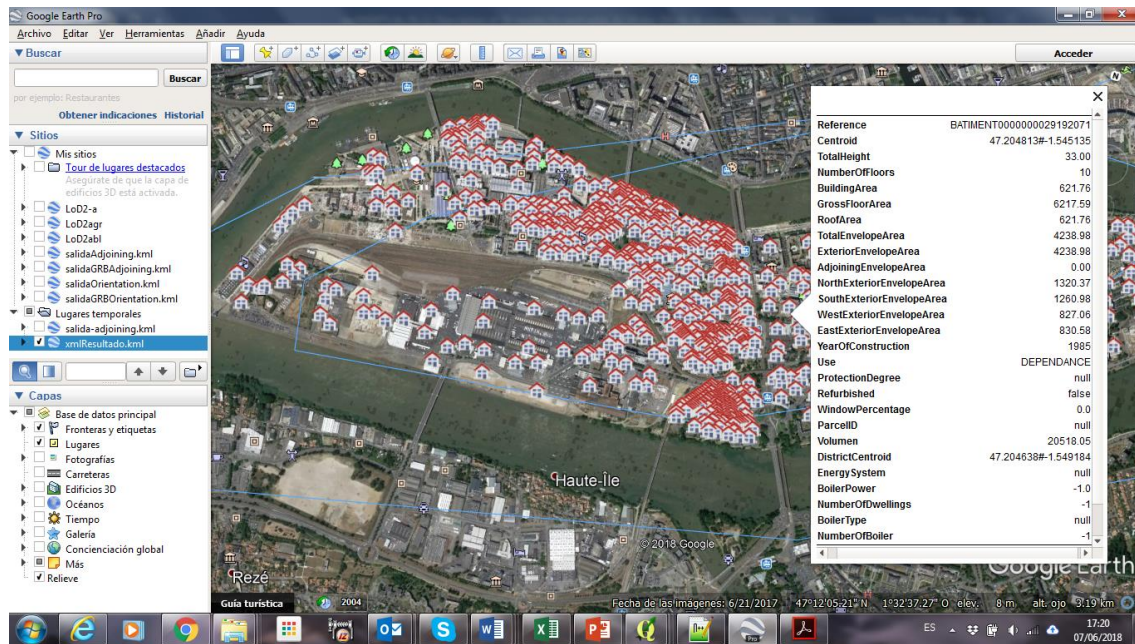 Google Earth Pro
Archivo Editar Ver Herramientas Añadir Ayuda
Buscar
Buscar
por ejemplo: Restaurantes
Obtener indicaciones Historial
Sitios
Mis sitios
Tour de lugares destacados
Asegúrate de que la capa de
edificios 3D está activada.
LoD2-a
LoD2agr
LoD2abl
salidaAdjoining.kml
salidaGRBAdjoining.kml
salidaOrientation.kml
salidaGRBOrientation.kml
Lugares temporales
salida-adjoining.kml
xmlResultado.kml
Capas
Base de datos principal
Fronteras y etiquetas
Lugares
Fotografías
Carreteras
Edificios 3D
Océanos
Tiempo
Galería
Concienciación global
Más
Relieve
Acceder
N
Reference BATIMENT0000000029192071
Centroid 47.204813#-1.545135
TotalHeight 33.00
NumberOfFloors 10
BuildingArea 621.76
GrossFloorArea 6217.59
RoofArea 621.76
TotalEnvelopeArea 4238.98
ExteriorEnvelopeArea 4238.98
AdjoiningEnvelopeArea 0.00
NorthExteriorEnvelopeArea 1320.37
SouthExteriorEnvelopeArea 1260.98
WestExteriorEnvelopeArea 827.06
EastExteriorEnvelopeArea 830.58
YearOfConstruction 1985
Use DEPENDANCE
ProtectionDegree null
Refurbished false
WindowPercentage 0.0
ParcelID null
Volumen 20518.05
DistrictCentroid 47.204638#-1.549184
EnergySystem null
BoilerPower -1.0
NumberOfDwellings -1
BoilerType null
NumberOfBoiler -1
Haute-Île
© 2018 Google
Rezé
Google Earth
Guía turística 2004 Fecha de las imágenes: 6/21/2017 47°12'05.21" N 1°32'37.27" O elev. 8 m alt. ojo 3.19 km
ES
17:20
07/06/2018